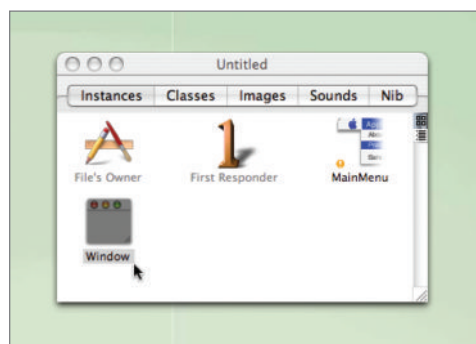 Untitled
Instances Classes Images Sounds Nib
File's Owner First Responder MainMenu
Window